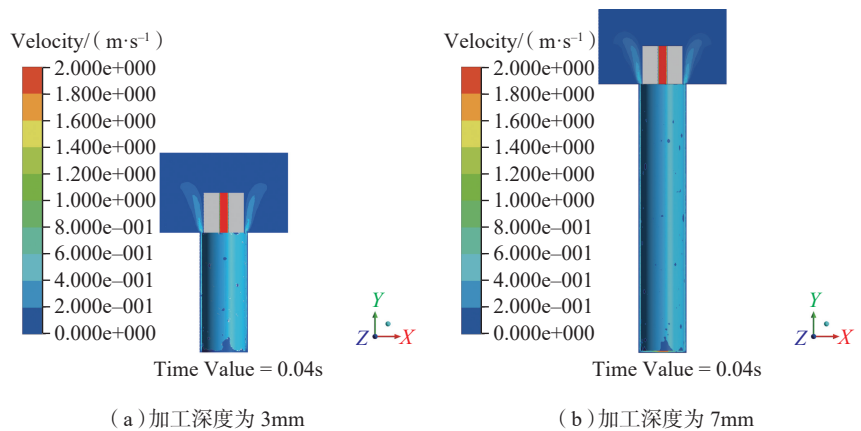 Velocity/( m·s⁻¹ )
2.000e+000
1.800e+000
1.600e+000
1.400e+000
1.200e+000
1.000e+000
8.000e–001
6.000e–001
4.000e–001
2.000e–001
0.000e+000
Y
Z
X
Time Value = 0.04s
( a )加工深度为 3mm
Velocity/( m·s⁻¹ )
2.000e+000
1.800e+000
1.600e+000
1.400e+000
1.200e+000
1.000e+000
8.000e–001
6.000e–001
4.000e–001
2.000e–001
0.000e+000
Y
Z
X
Time Value = 0.04s
( b )加工深度为 7mm